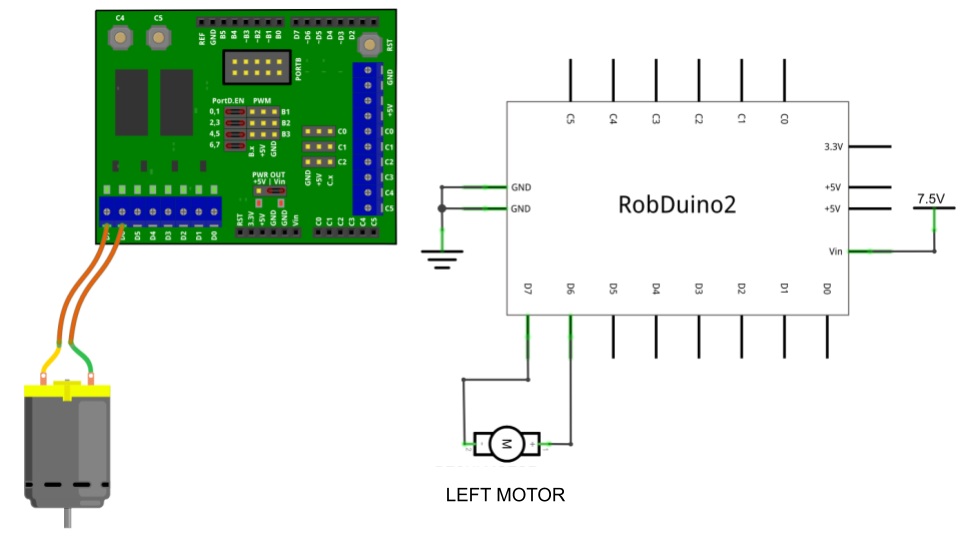 C4 C5
REF GND B5 B4 ~B3 ~B2 ~B1 B0
D7 ~D6 ~D5 D4 ~D3 D2
RST
PORTB
GND
+5V
C0
C1
C2
C3
C4
C5
PortD.EN PWM
0,1 B1
2,3 B2
4,5 B3
6,7
B.x +5V GND
C0
C1
C2
GND +5V C.x
PWR OUT
+5V | Vin
RST 3.3V +5V GND GND Vin
C0 C1 C2 C3 C4 C5
D5 D4 D3 D2 D1 D0
C5 C4 C3 C2 C1 C0
3.3V
GND +5V
GND +5V
RobDuino2
7.5V
Vin
D7 D6 D5 D4 D3 D2 D1 D0
M
LEFT MOTOR